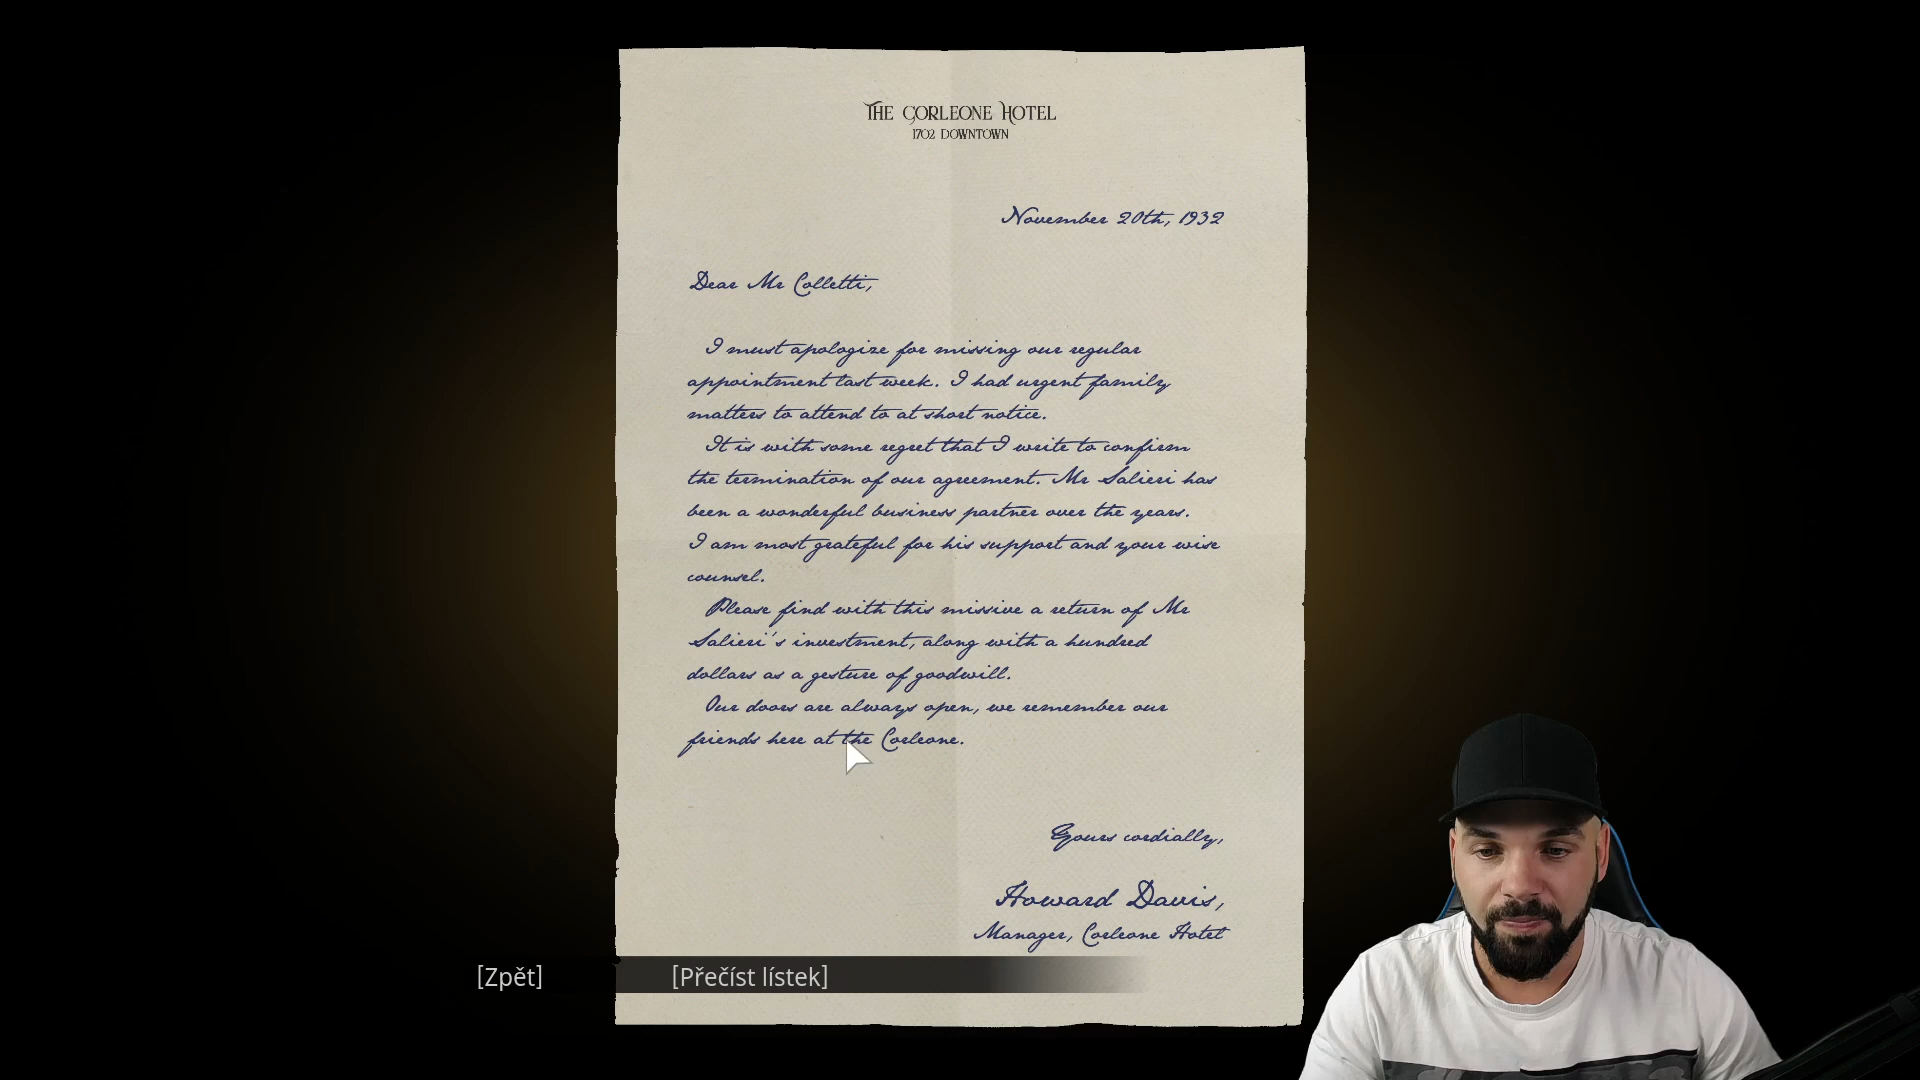 THE CORLEONE HOTEL
1702 DOWNTOWN
November 20th, 1932
Dear Mr Colletti,
I must apologize for missing our regular
appointment last week. I had urgent family
matters to attend to at short notice.
It is with some regret that I write to confirm
the termination of our agreement. Mr Salieri has
been a wonderful business partner over the years.
I am most grateful for his support and your wise
counsel.
Please find with this missive a return of Mr
Salieri's investment, along with a hundred
dollars as a gesture of goodwill.
Our doors are always open, we remember our
friends here at the Corleone.
Yours cordially,
Howard Davis,
Manager, Corleone Hotel
[Zpět] [Přečíst lístek]